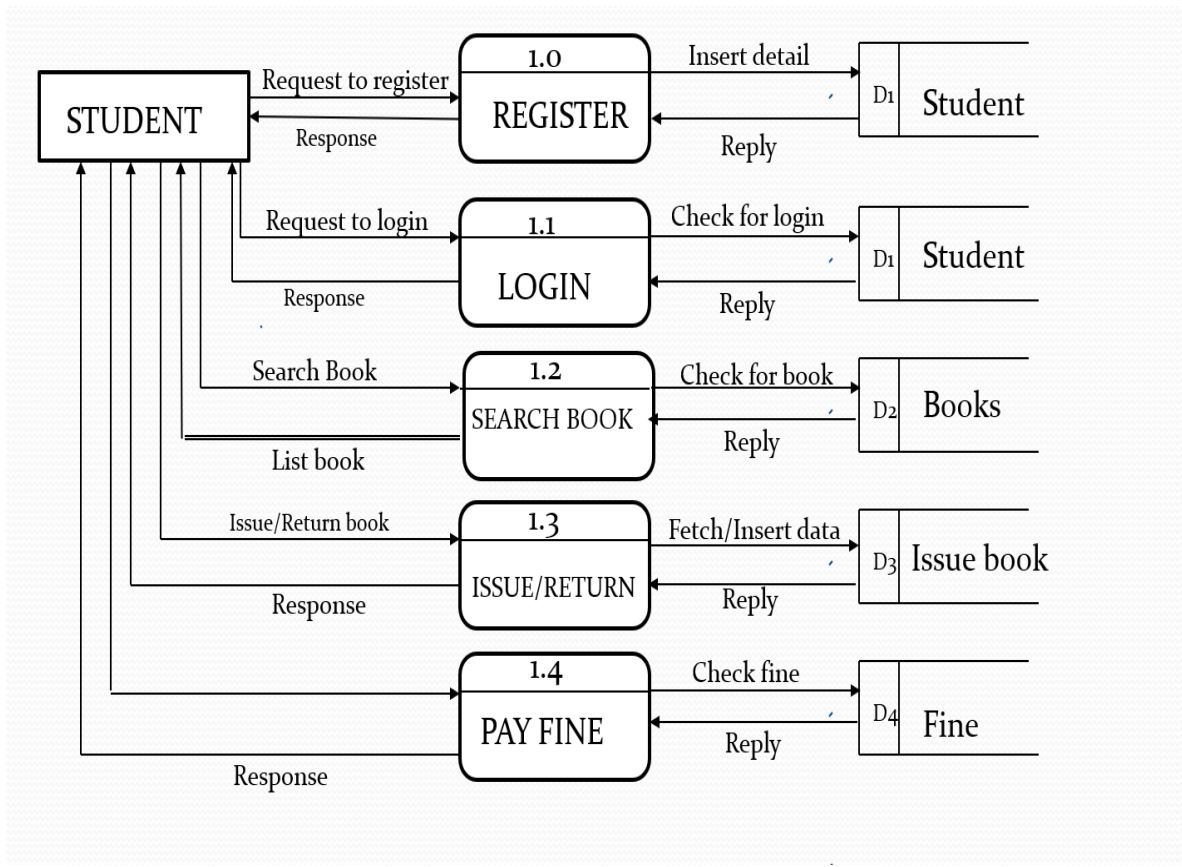 1.0
Insert detail
Request to register
STUDENT
REGISTER
D1
Student
Response
Reply
1.1
Check for login
Request to login
D1
Student
LOGIN
Response
Reply
1.2
Search Book
Check for book
D2
Books
SEARCH BOOK
Reply
List book
1.3
Issue/Return book
Fetch/Insert data
D3
Issue book
ISSUE/RETURN
Response
Reply
1.4
Check fine
D4
Fine
PAY FINE
Reply
Response